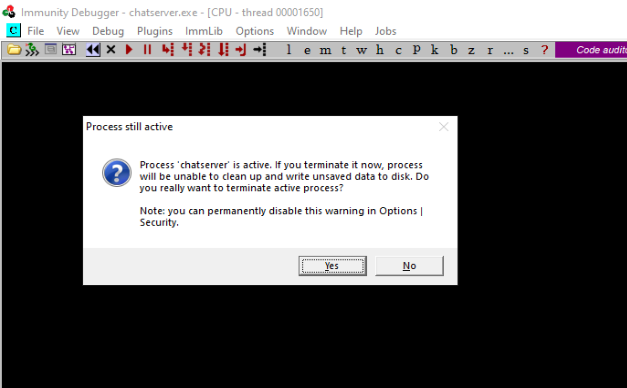 Immunity Debugger - chatserver.exe - [CPU - thread 00001650]
C File View Debug Plugins ImmLib Options Window Help Jobs
l e m t w h c P k b z r ... s ? Code audito
Process still active
Process 'chatserver' is active. If you terminate it now, process
will be unable to clean up and write unsaved data to disk. Do
you really want to terminate active process?
Note: you can permanently disable this warning in Options |
Security.
Yes No